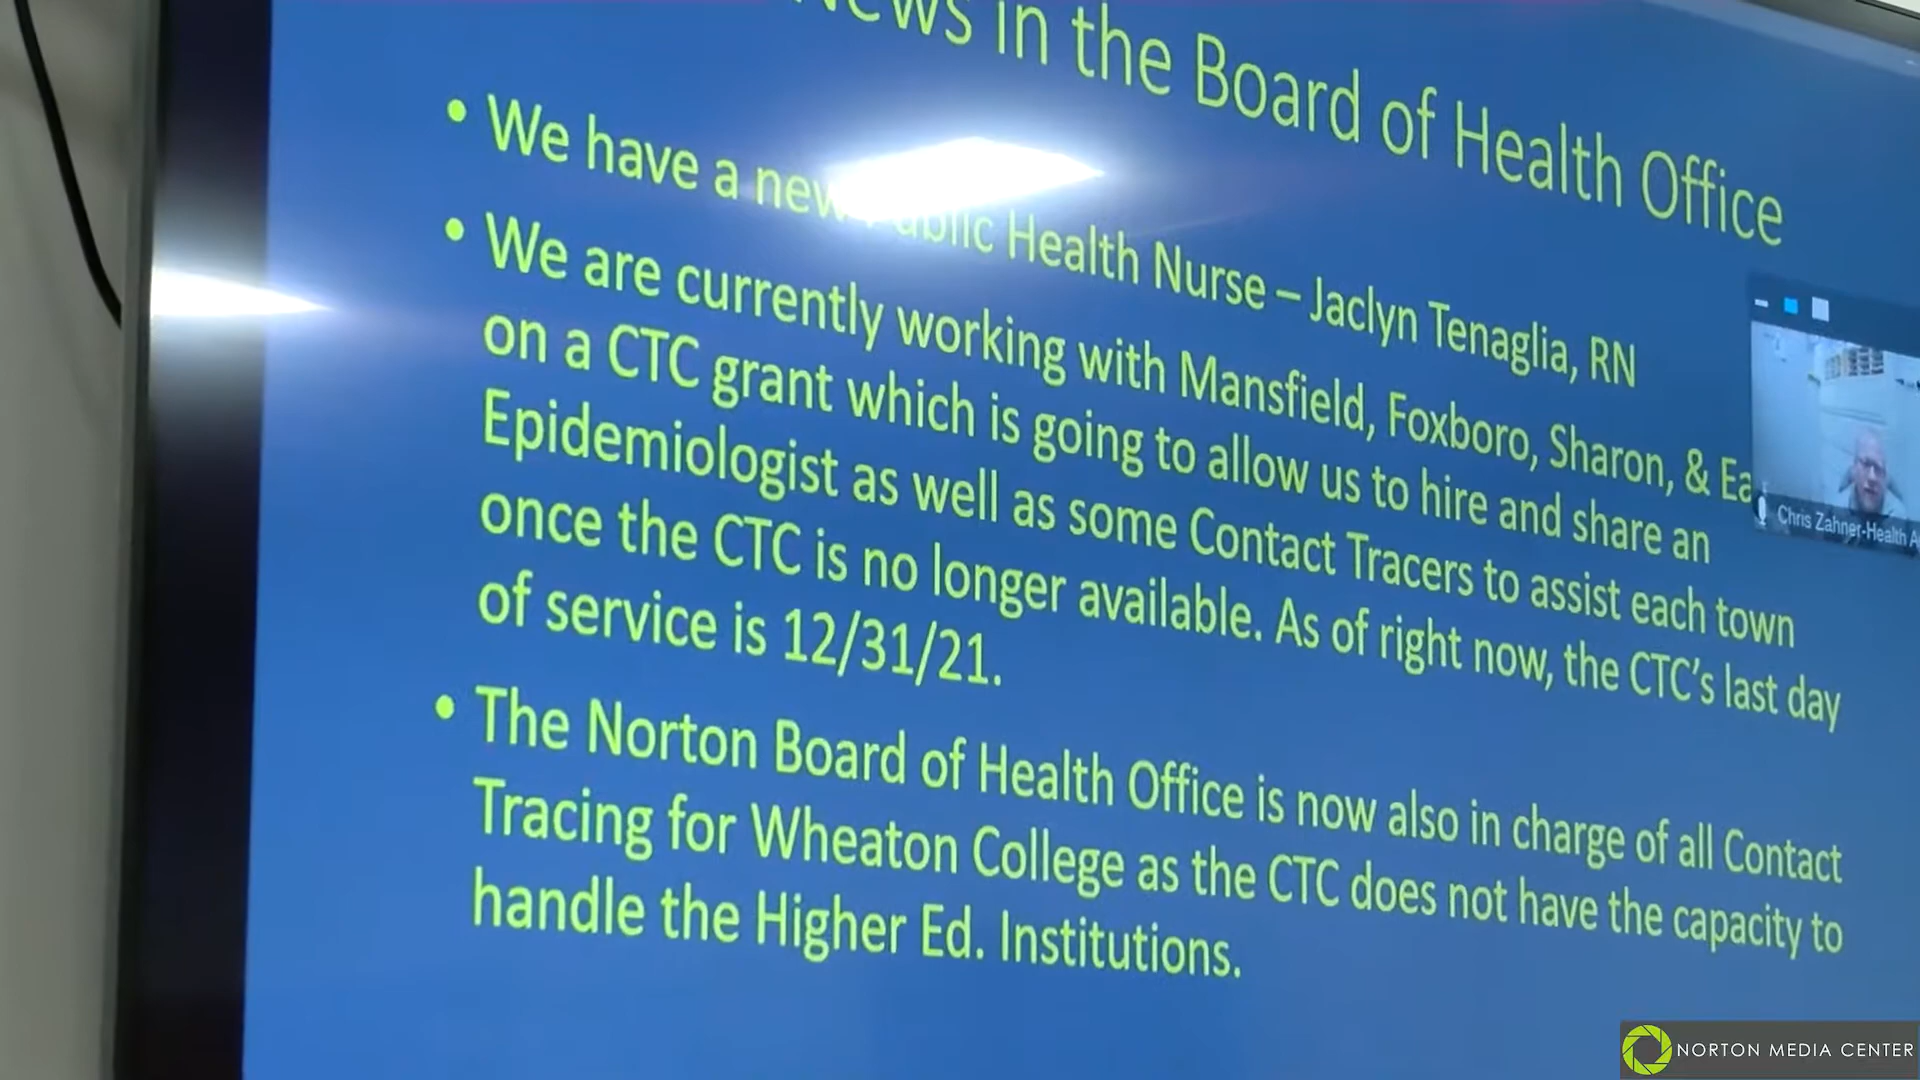 News in the Board of Health Office
• We have a new Public Health Nurse – Jaclyn Tenaglia, RN
• We are currently working with Mansfield, Foxboro, Sharon, & Ea
on a CTC grant which is going to allow us to hire and share an
Epidemiologist as well as some Contact Tracers to assist each town
once the CTC is no longer available. As of right now, the CTC's last day
of service is 12/31/21.
• The Norton Board of Health Office is now also in charge of all Contact
Tracing for Wheaton College as the CTC does not have the capacity to
handle the Higher Ed. Institutions.
Chris Zahner-Health A
NORTON MEDIA CENTER